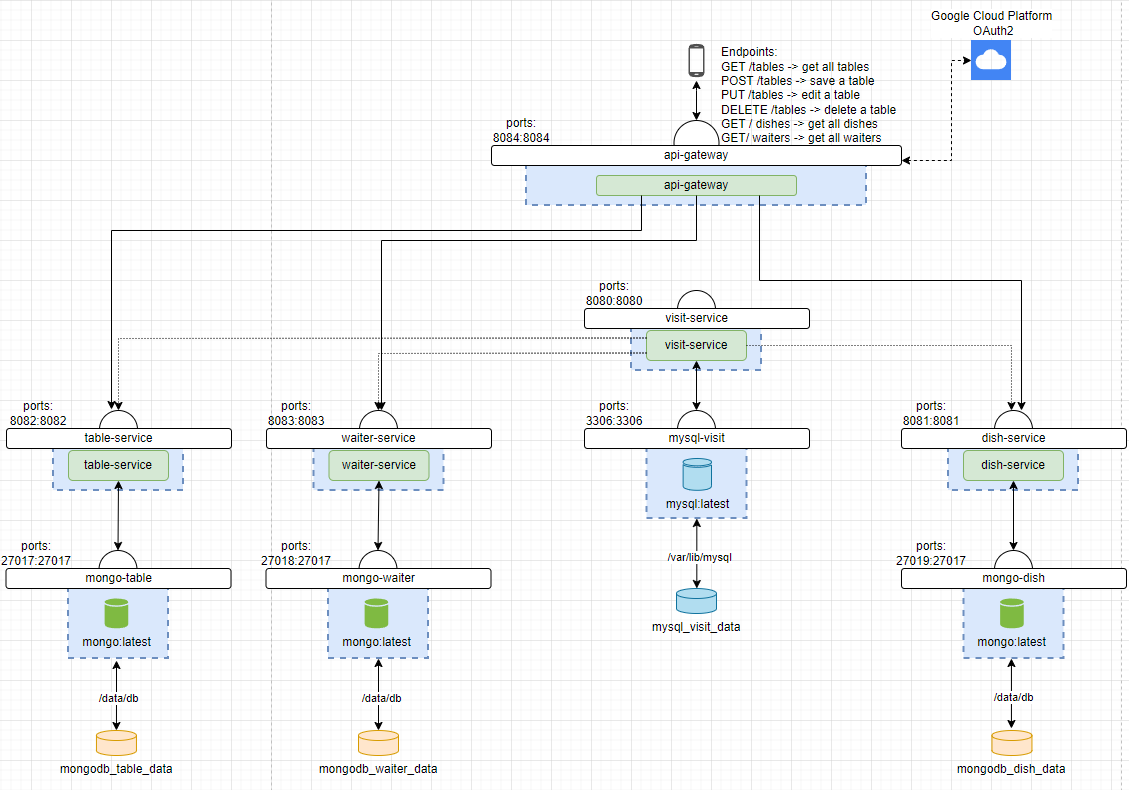 Google Cloud Platform
OAuth2
Endpoints:
GET /tables -> get all tables
POST /tables -> save a table
PUT /tables -> edit a table
DELETE /tables -> delete a table
GET / dishes -> get all dishes
GET/ waiters -> get all waiters
ports:
8084:8084
api-gateway
api-gateway
ports:
8080:8080
visit-service
visit-service
ports:
8082:8082
table-service
table-service
ports:
8083:8083
waiter-service
waiter-service
ports:
3306:3306
mysql-visit
mysql:latest
ports:
8081:8081
dish-service
dish-service
ports:
27017:27017
mongo-table
mongo:latest
ports:
27018:27017
mongo-waiter
mongo:latest
/var/lib/mysql
mysql_visit_data
ports:
27019:27017
mongo-dish
mongo:latest
/data/db
mongodb_table_data
/data/db
mongodb_waiter_data
/data/db
mongodb_dish_data